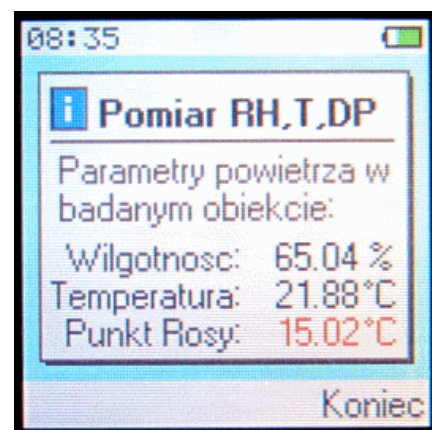 08:35
i Pomiar RH,T,DP
Parametry powietrza w
badanym obiekcie:
Wilgotnosc: 65.04 %
Temperatura: 21.88°C
Punkt Rosy: 15.02°C
Koniec